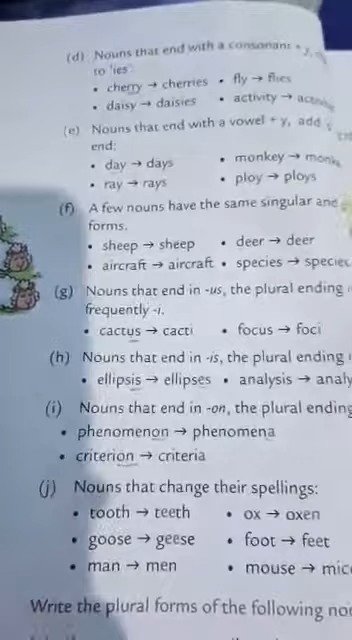 (d) Nouns that end with a consonant + y,
to 'ies':
• cherry → cherries • fly → flies
• daisy → daisies • activity →
(e) Nouns that end with a vowel + y, add
end:
• day → days • monkey →
• ray → rays • ploy → ploys
(f) A few nouns have the same singular and
forms.
• sheep → sheep • deer → deer
• aircraft → aircraft • species → species
(g) Nouns that end in -us, the plural ending
frequently -i.
• cactus → cacti • focus → foci
(h) Nouns that end in -is, the plural ending
• ellipsis → ellipses • analysis →
(i) Nouns that end in -on, the plural ending
• phenomenon → phenomena
• criterion → criteria
(j) Nouns that change their spellings:
• tooth → teeth • ox → oxen
• goose → geese • foot → feet
• man → men • mouse →
Write the plural forms of the following